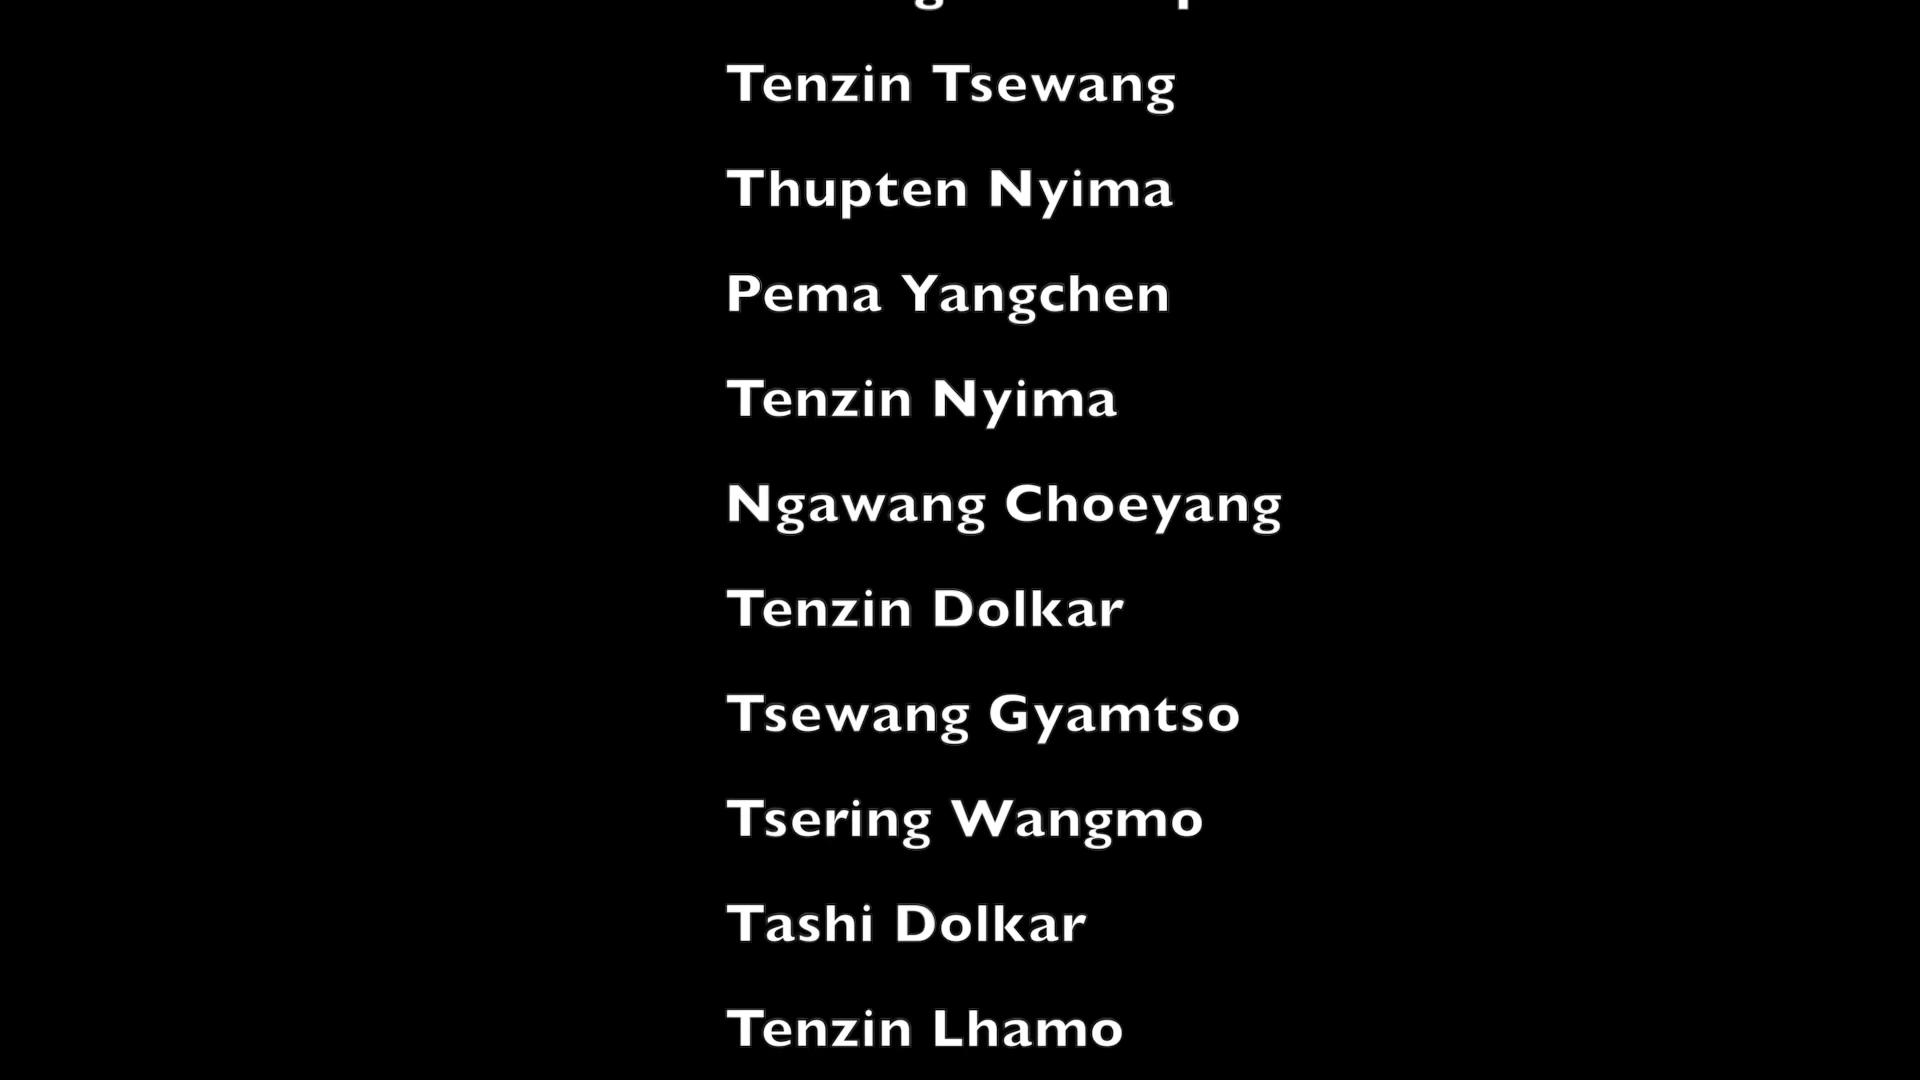 Tenzin Tsewang
Thupten Nyima
Pema Yangchen
Tenzin Nyima
Ngawang Choeyang
Tenzin Dolkar
Tsewang Gyamtso
Tsering Wangmo
Tashi Dolkar
Tenzin Lhamo